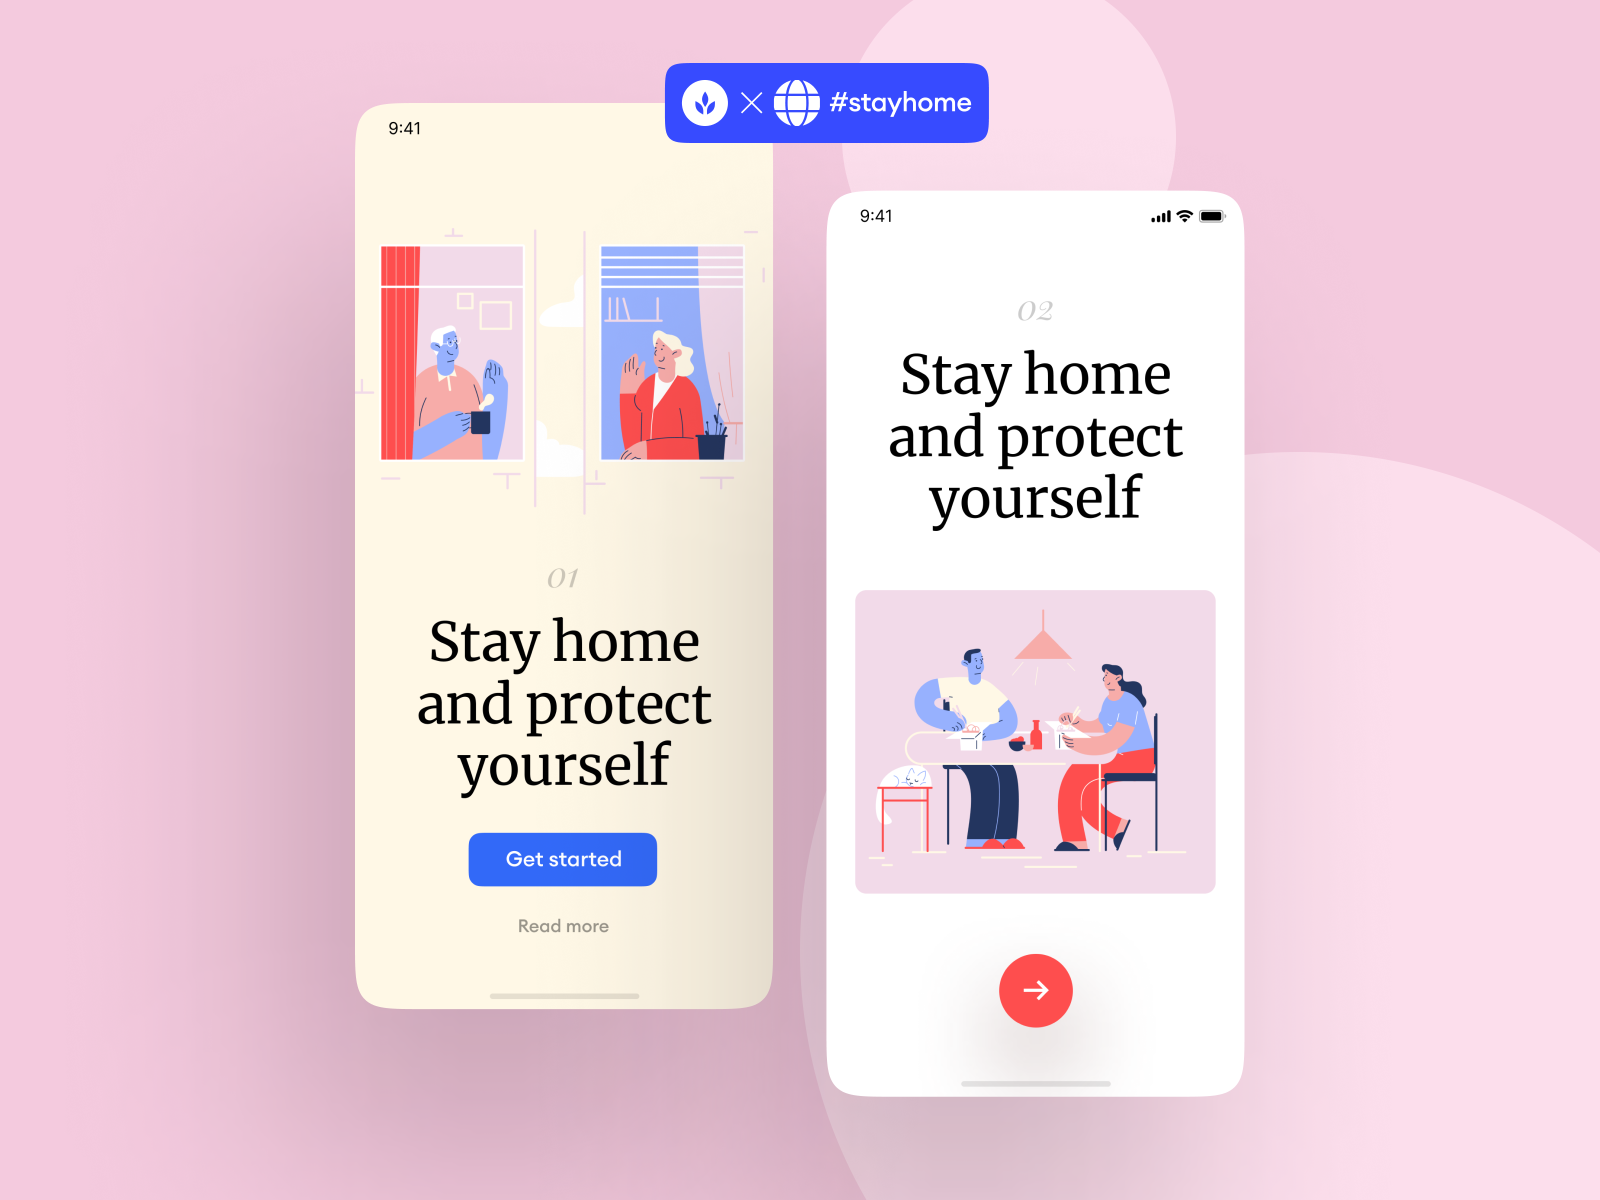 #stayhome
9:41
01
Stay home
and protect
yourself
Get started
Read more
9:41
02
Stay home
and protect
yourself